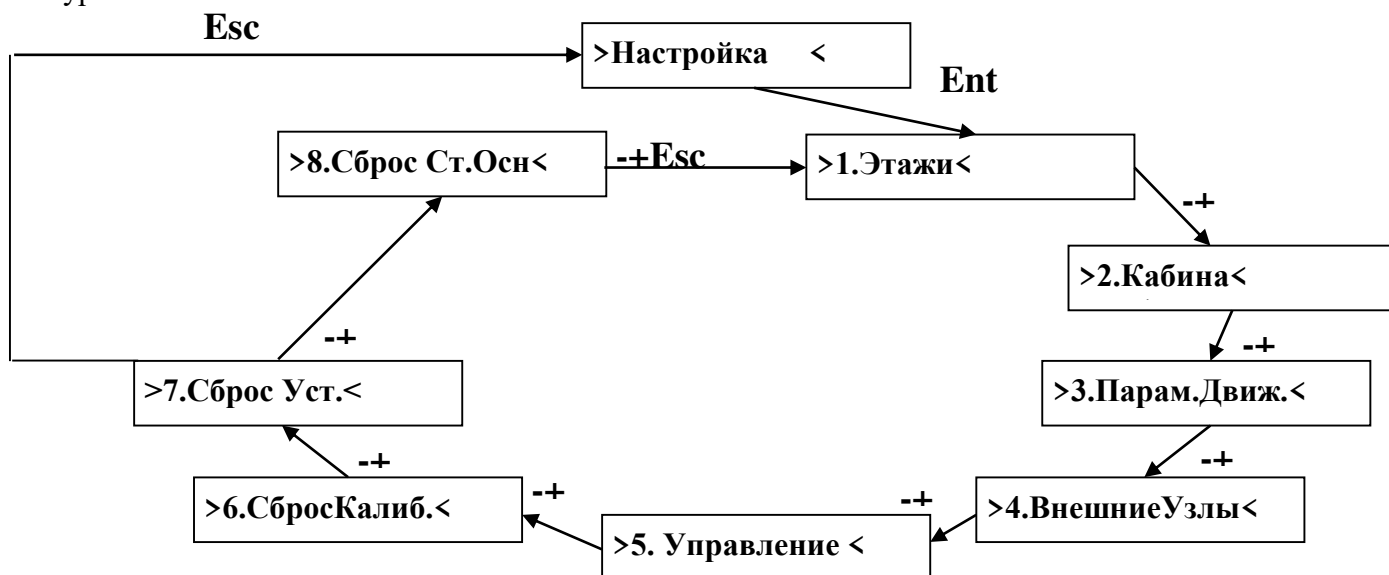 Esc
>Настройка <
Ent
>8.Сброс Ст.Осн<
-+Esc
>1.Этажи<
-+
>2.Кабина<
-+
-+
>7.Сброс Уст.<
>3.Парам.Движ.<
-+
-+
>6.СбросКалиб.<
-+
-+
>4.ВнешниеУзлы<
>5. Управление <